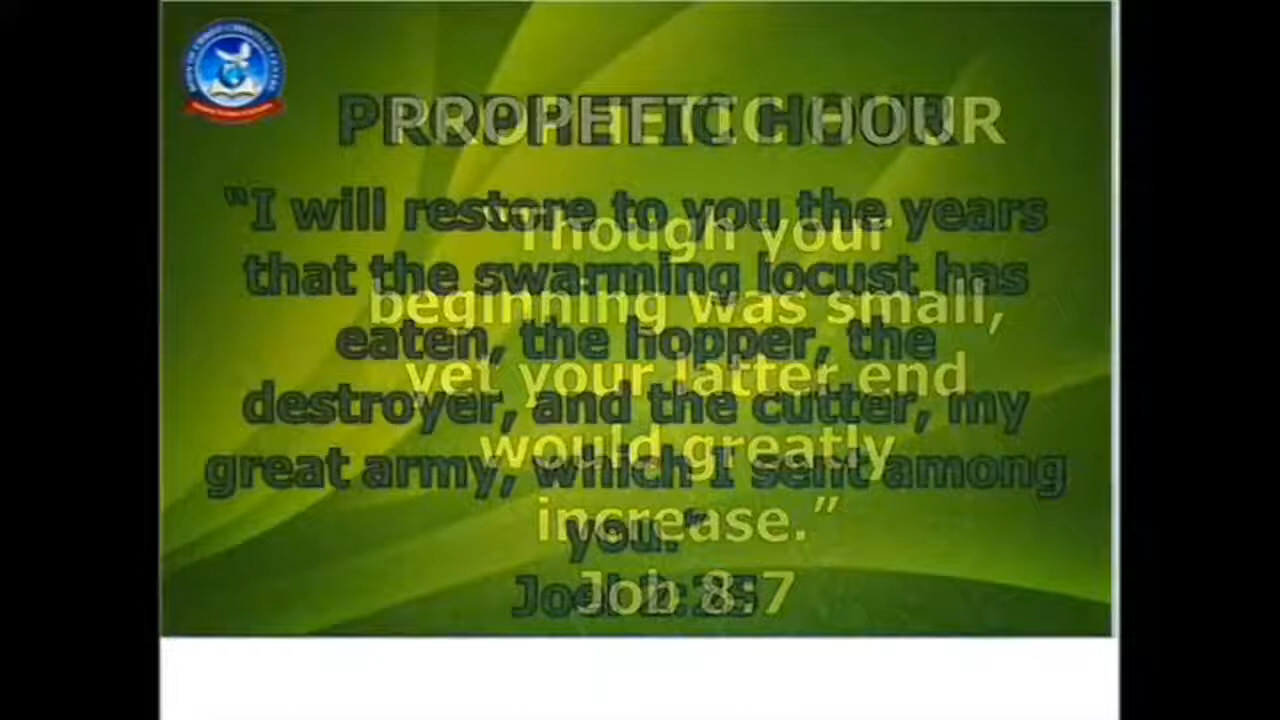 PROPHETIC HOUR
"I will restore to you the years
that the swarming locust has
eaten, the hopper, the
destroyer, and the cutter, my
great army, which I sent among
you."
Joel 2:25
PROPHETIC HOUR
"Though your
beginning was small,
yet your latter end
would greatly
increase."
Job 8:7